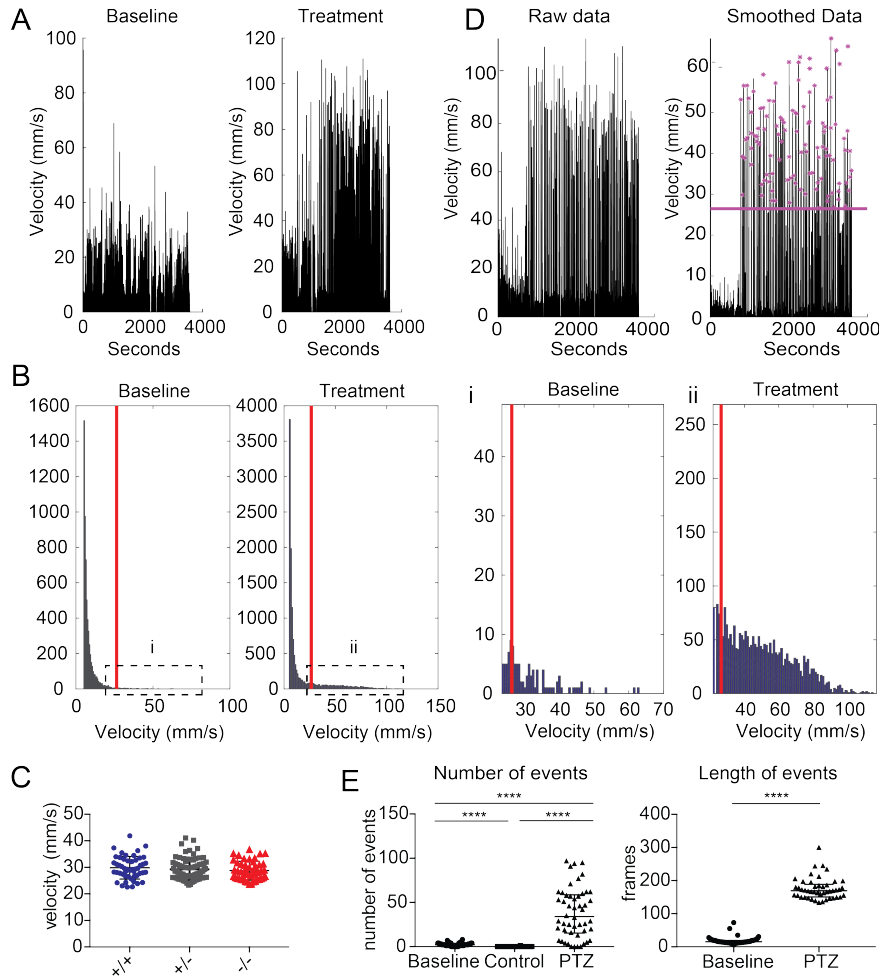 A
Baseline
Treatment
D
Raw data
Smoothed Data
100
80
60
40
20
0
Velocity (mm/s)
0
2000
4000
Seconds
120
100
80
60
40
20
0
Velocity (mm/s)
0
2000
4000
Seconds
100
80
60
40
20
0
Velocity (mm/s)
0
2000
4000
Seconds
60
50
40
30
20
10
0
Velocity (mm/s)
0
2000
4000
Seconds
B
Baseline
1600
1400
1200
1000
800
600
400
200
0
i
0
50
100
Velocity (mm/s)
Treatment
4000
3500
3000
2500
2000
1500
1000
500
0
ii
0
50
100
150
Velocity (mm/s)
i
Baseline
40
30
20
10
0
30
40
50
60
70
Velocity (mm/s)
ii
Treatment
250
200
150
100
50
0
40
60
80
100
Velocity (mm/s)
C
50
40
30
20
10
0
velocity (mm/s)
+/+
+/-
-/-
E
Number of events
****
****
****
150
100
50
0
number of events
Baseline
Control
PTZ
Length of events
****
400
300
200
100
0
frames
Baseline
PTZ